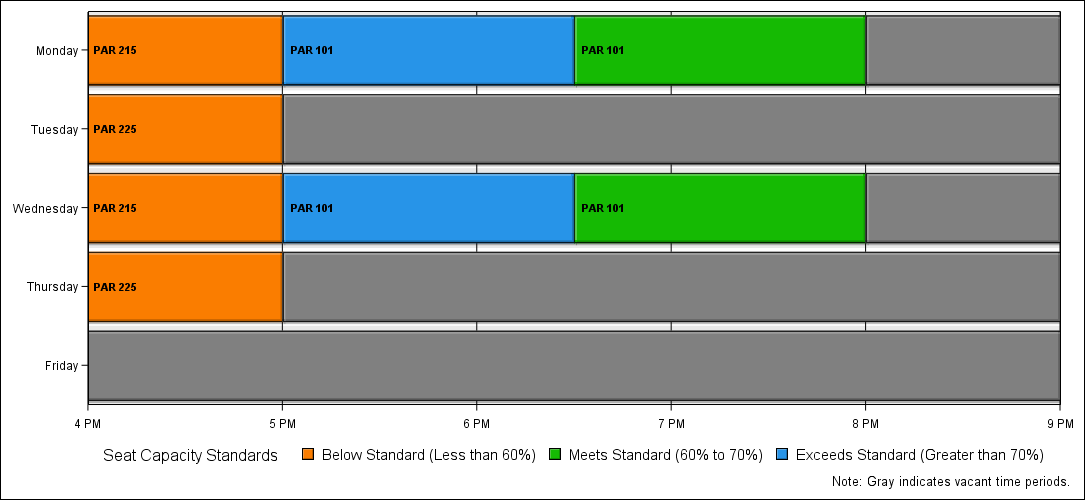 Monday PAR 215 PAR 101 PAR 101
Tuesday PAR 225
Wednesday PAR 215 PAR 101 PAR 101
Thursday PAR 225
Friday
4 PM 5 PM 6 PM 7 PM 8 PM 9 PM
Seat Capacity Standards Below Standard (Less than 60%) Meets Standard (60% to 70%) Exceeds Standard (Greater than 70%)
Note: Gray indicates vacant time periods.